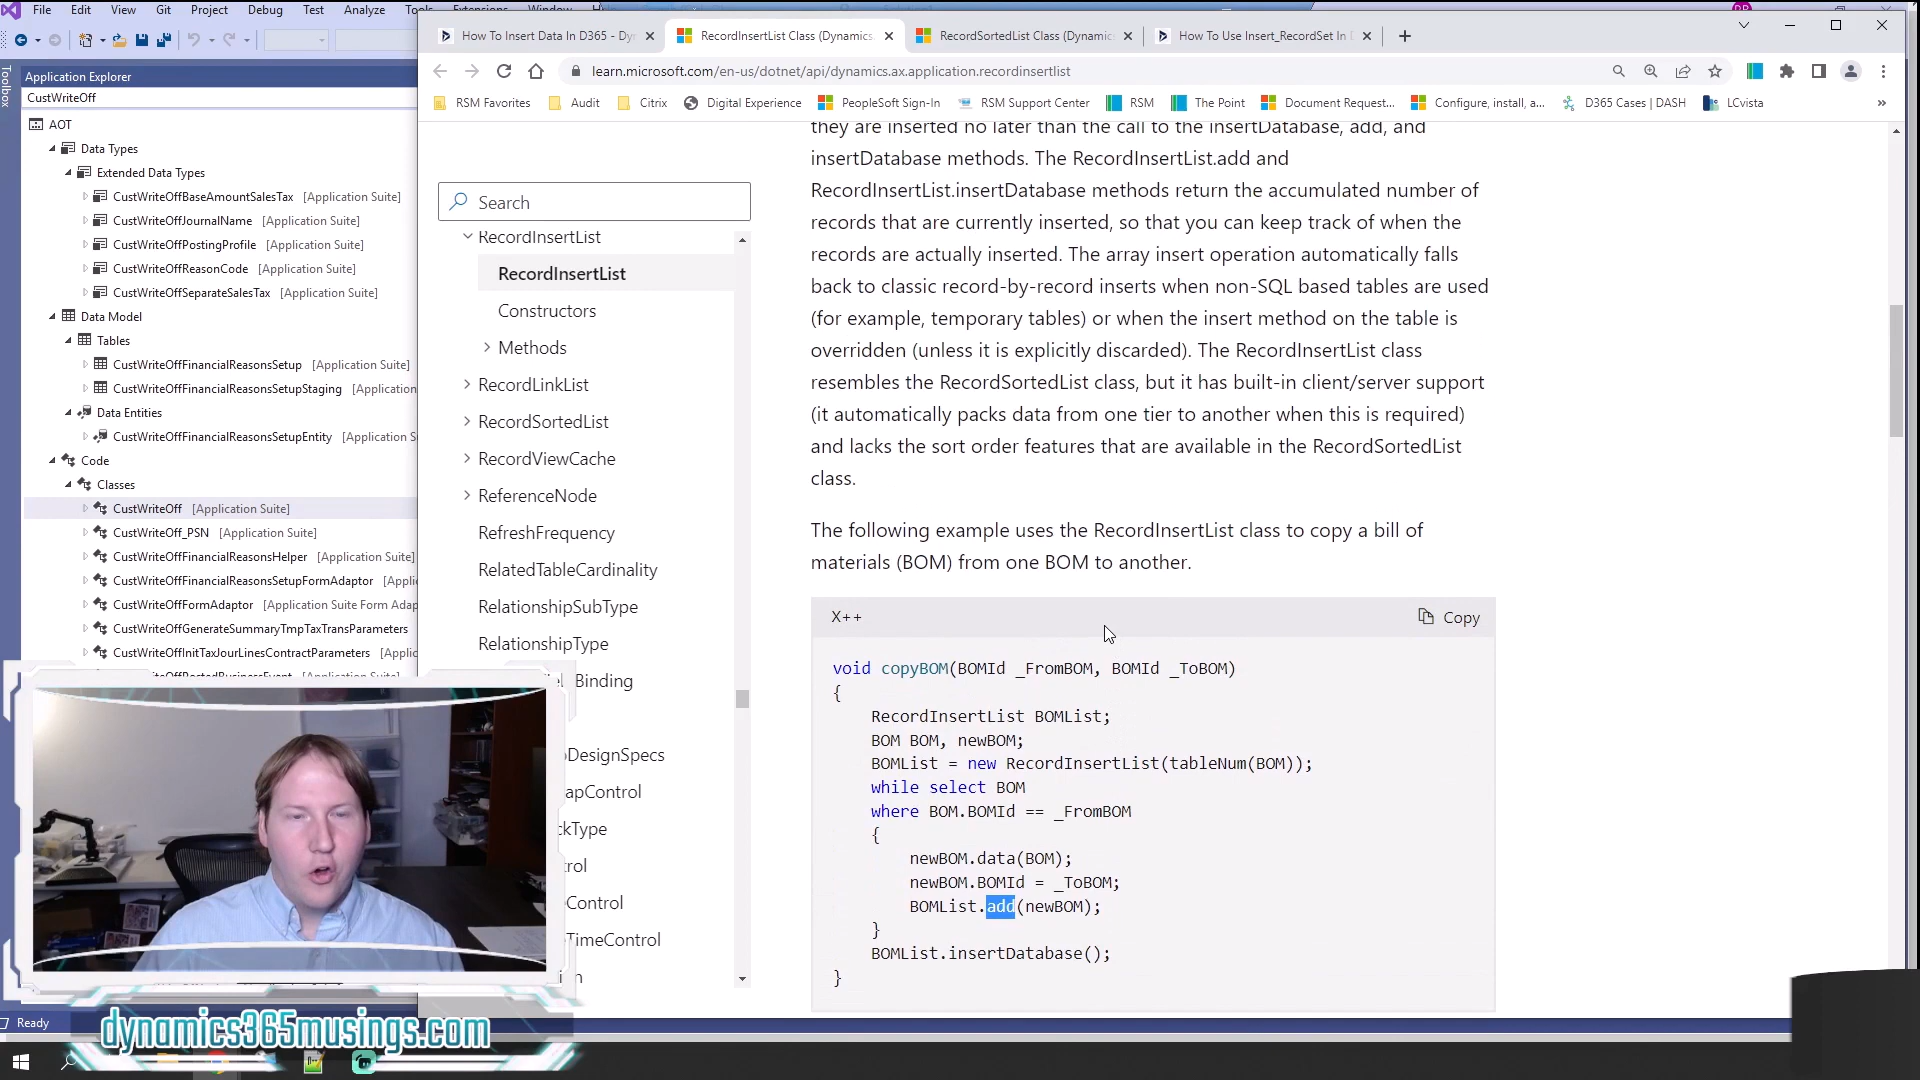 File Edit View Git Project Debug Test Analyze Tools Extensions Window
How To Insert Data In D365 - Dy
RecordInsertList Class (Dynamics.
RecordSortedList Class (Dynamic
How To Use Insert_RecordSet In D
learn.microsoft.com/en-us/dotnet/api/dynamics.ax.application.recordinsertlist
RSM Favorites Audit Citrix Digital Experience PeopleSoft Sign-In RSM Support Center RSM The Point Document Request... Configure, install, a... D365 Cases | DASH LCvista »
Toolbox
Application Explorer
CustWriteOff
AOT
Data Types
Extended Data Types
CustWriteOffBaseAmountSalesTax [Application Suite]
CustWriteOffJournalName [Application Suite]
CustWriteOffPostingProfile [Application Suite]
CustWriteOffReasonCode [Application Suite]
CustWriteOffSeparateSalesTax [Application Suite]
Data Model
Tables
CustWriteOffFinancialReasonsSetup [Application Suite]
CustWriteOffFinancialReasonsSetupStaging [Application
Data Entities
CustWriteOffFinancialReasonsSetupEntity [Application S
Code
Classes
CustWriteOff [Application Suite]
CustWriteOff_PSN [Application Suite]
CustWriteOffFinancialReasonsHelper [Application Suite]
CustWriteOffFinancialReasonsSetupFormAdaptor [Applic
CustWriteOffFormAdaptor [Application Suite Form Adap
CustWriteOffGenerateSummaryTmpTaxTransParameters
CustWriteOffInitTaxJourLinesContractParameters [Applic
Ready
Search
RecordInsertList
RecordInsertList
Constructors
Methods
RecordLinkList
RecordSortedList
RecordViewCache
ReferenceNode
RefreshFrequency
RelatedTableCardinality
RelationshipSubType
RelationshipType
Binding
DesignSpecs
apControl
ckType
rol
Control
TimeControl
n
they are inserted no later than the call to the insertDatabase, add, and
insertDatabase methods. The RecordInsertList.add and
RecordInsertList.insertDatabase methods return the accumulated number of
records that are currently inserted, so that you can keep track of when the
records are actually inserted. The array insert operation automatically falls
back to classic record-by-record inserts when non-SQL based tables are used
(for example, temporary tables) or when the insert method on the table is
overridden (unless it is explicitly discarded). The RecordInsertList class
resembles the RecordSortedList class, but it has built-in client/server support
(it automatically packs data from one tier to another when this is required)
and lacks the sort order features that are available in the RecordSortedList
class.
The following example uses the RecordInsertList class to copy a bill of
materials (BOM) from one BOM to another.
X++ Copy
void copyBOM(BOMId _FromBOM, BOMId _ToBOM)
{
RecordInsertList BOMList;
BOM BOM, newBOM;
BOMList = new RecordInsertList(tableNum(BOM));
while select BOM
where BOM.BOMId == _FromBOM
{
newBOM.data(BOM);
newBOM.BOMId = _ToBOM;
BOMList.add(newBOM);
}
BOMList.insertDatabase();
}
dynamics365musings.com